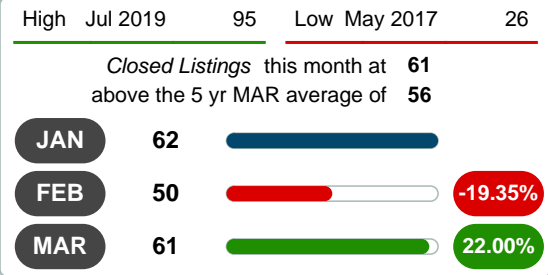 High Jul 2019 95 Low May 2017 26
Closed Listings this month at 61
above the 5 yr MAR average of 56
JAN 62
FEB 50 -19.35%
MAR 61 22.00%